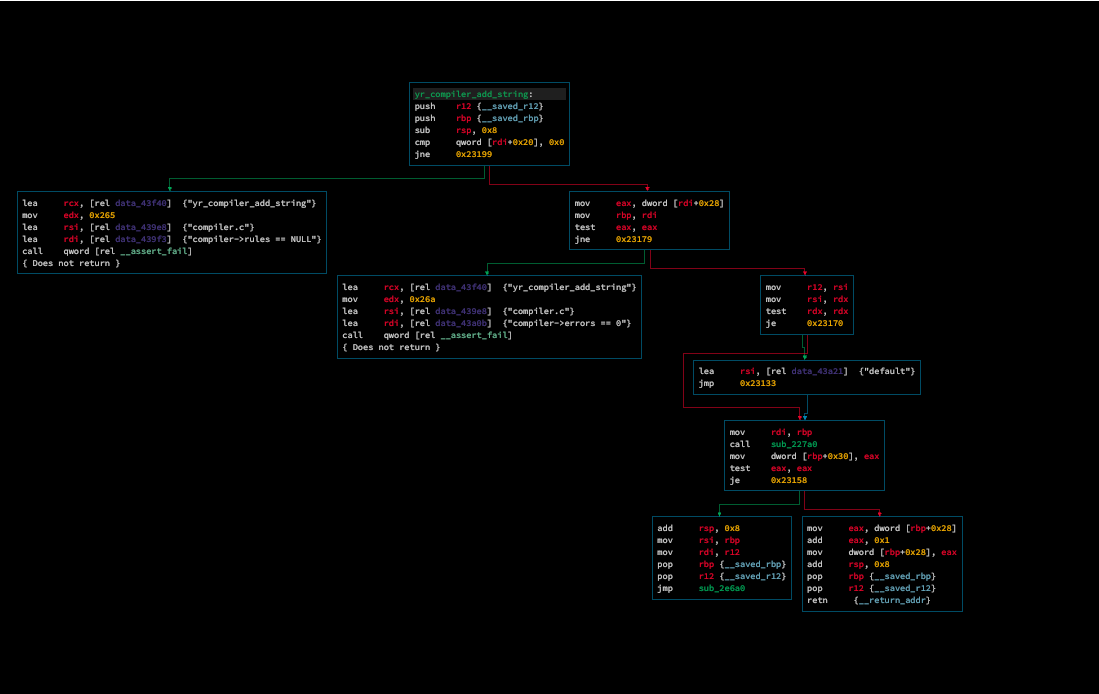 yr_compiler_add_string:
push r12 {__saved_r12}
push rbp {__saved_rbp}
sub rsp, 0x8
cmp qword [rdi+0x20], 0x0
jne 0x23199
lea rcx, [rel data_43f40] {"yr_compiler_add_string"}
mov edx, 0x265
lea rsi, [rel data_439e8] {"compiler.c"}
lea rdi, [rel data_439f3] {"compiler->rules == NULL"}
call qword [rel __assert_fail]
{ Does not return }
mov eax, dword [rdi+0x28]
mov rbp, rdi
test eax, eax
jne 0x23179
lea rcx, [rel data_43f40] {"yr_compiler_add_string"}
mov edx, 0x26a
lea rsi, [rel data_439e8] {"compiler.c"}
lea rdi, [rel data_43a0b] {"compiler->errors == 0"}
call qword [rel __assert_fail]
{ Does not return }
mov r12, rsi
mov rsi, rdx
test rdx, rdx
je 0x23170
lea rsi, [rel data_43a21] {"default"}
jmp 0x23133
mov rdi, rbp
call sub_227a0
mov dword [rbp+0x30], eax
test eax, eax
je 0x23158
add rsp, 0x8
mov rsi, rbp
mov rdi, r12
pop rbp {__saved_rbp}
pop r12 {__saved_r12}
jmp sub_2e6a0
mov eax, dword [rbp+0x28]
add eax, 0x1
mov dword [rbp+0x28], eax
add rsp, 0x8
pop rbp {__saved_rbp}
pop r12 {__saved_r12}
retn {__return_addr}